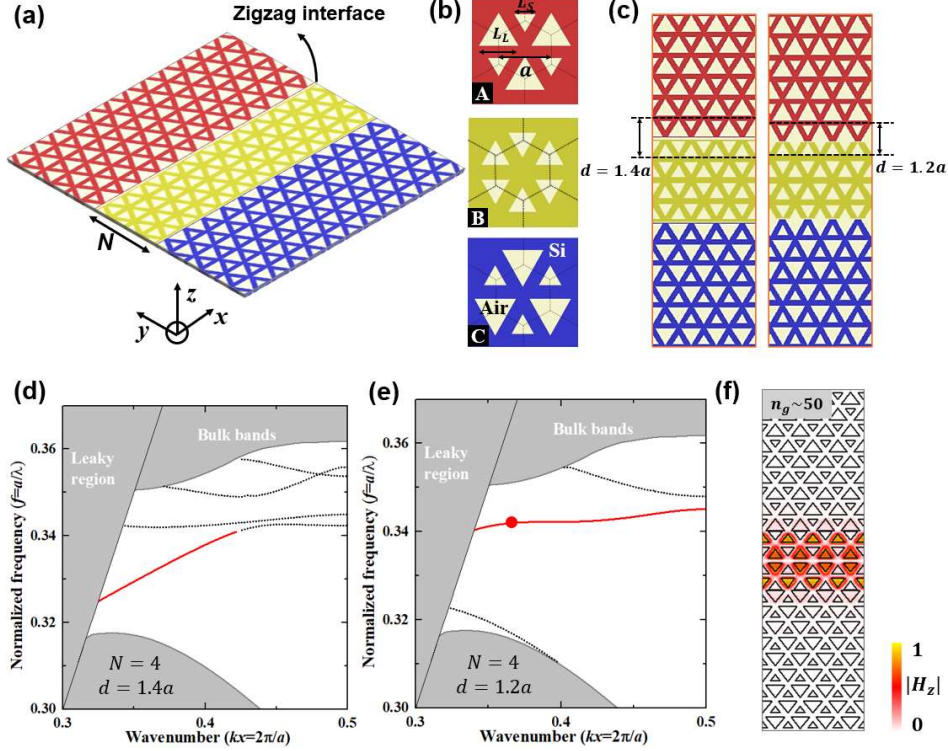 (a)
Zigzag interface
N
z
y
x
(b)
L_S
L_L
a
A
B
Si
Air
C
(c)
d = 1.4a
d = 1.2a
(d)
Normalized frequency (f=a/λ)
0.36
0.34
0.32
0.30
Leaky
region
Bulk bands
N = 4
d = 1.4a
0.3
0.4
0.5
Wavenumber (kx=2π/a)
(e)
Normalized frequency (f=a/λ)
0.36
0.34
0.32
0.30
Leaky
region
Bulk bands
N = 4
d = 1.2a
0.3
0.4
0.5
Wavenumber (kx=2π/a)
(f)
n_g~50
1
|H_z|
0